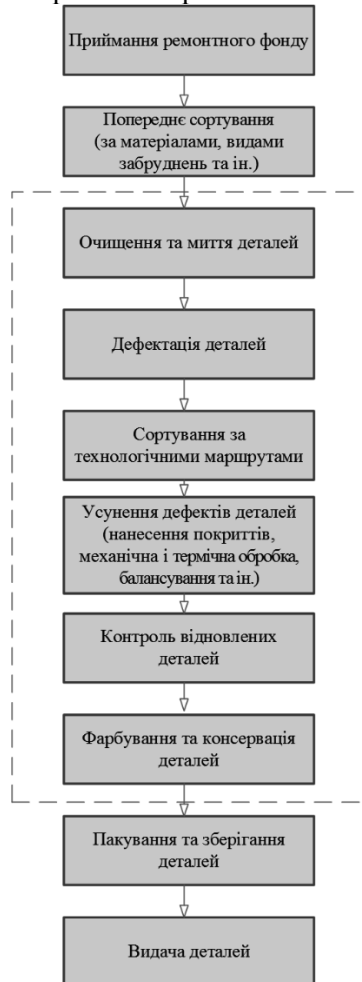 Приймання ремонтного фонду
Попереднє сортування
(за матеріалами, видами
забруднень та ін.)
Очищення та миття деталей
Дефектація деталей
Сортування за
технологічними маршрутами
Усунення дефектів деталей
(нанесення покриттів,
механічна і термічна обробка,
балансування та ін.)
Контроль відновлених
деталей
Фарбування та консервація
деталей
Пакування та зберігання
деталей
Видача деталей